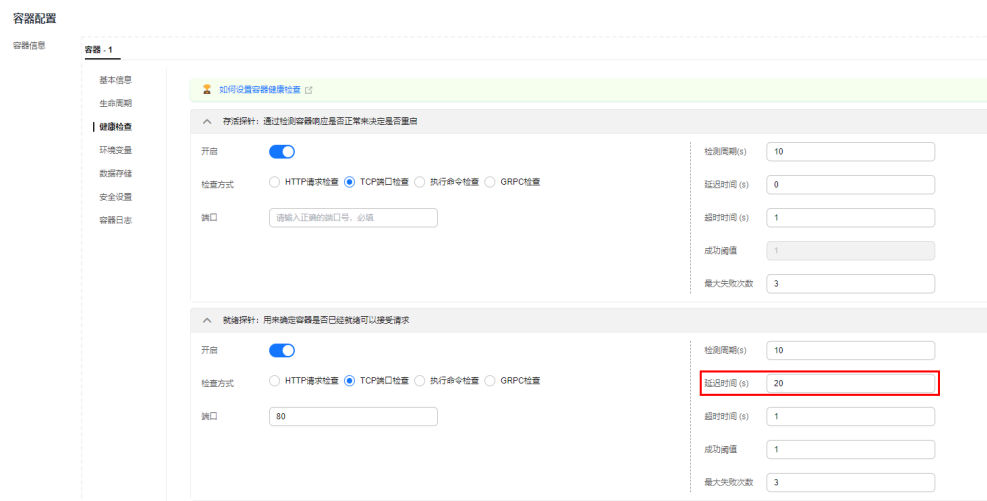 容器配置
容器信息
容器 - 1
基本信息
生命周期
健康检查
环境变量
数据存储
安全设置
容器日志
如何设置容器健康检查
存活探针：通过检测容器响应是否正常来决定是否重启
开启
检测周期(s) 10
检查方式 HTTP请求检查 TCP端口检查 执行命令检查 GRPC检查
延迟时间 (s) 0
端口 请输入正确的端口号，必填
超时时间 (s) 1
成功阈值 1
最大失败次数 3
就绪探针：用来确定容器是否已经就绪可以接受请求
开启
检测周期(s) 10
检查方式 HTTP请求检查 TCP端口检查 执行命令检查 GRPC检查
延迟时间 (s) 20
端口 80
超时时间 (s) 1
成功阈值 1
最大失败次数 3